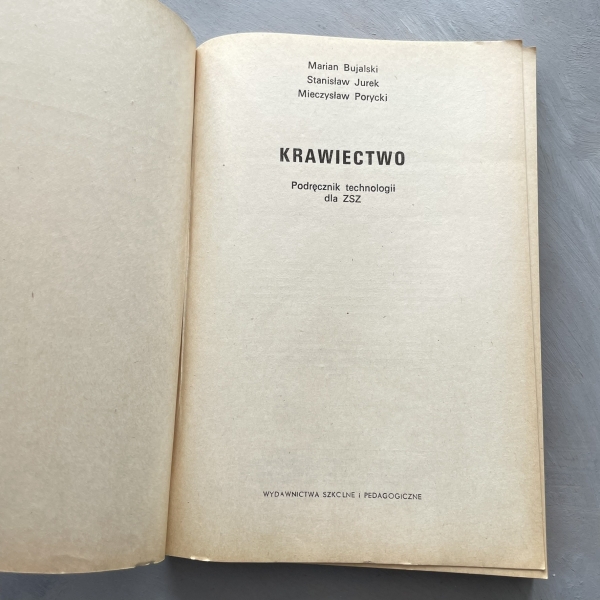 Marian Bujalski
Stanisław Jurek
Mieczysław Porycki
KRAWIECTWO
Podręcznik technologii
dla ZSZ
WYDAWNICTWA SZKOLNE i PEDAGOGICZNE